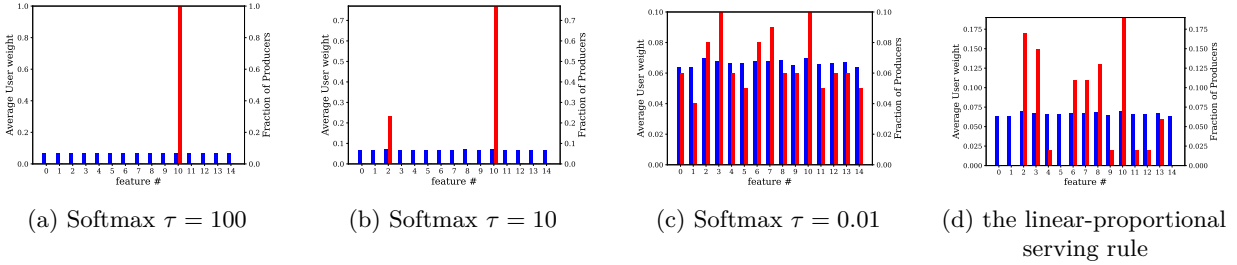 1.0
0.8
0.6
0.4
0.2
0.0
Average User weight
1.0
0.8
0.6
0.4
0.2
0.0
Fraction of Producers
0 1 2 3 4 5 6 7 8 9 10 11 12 13 14
feature #
(a) Softmax τ = 100
0.7
0.6
0.5
0.4
0.3
0.2
0.1
0.0
Average User weight
0.7
0.6
0.5
0.4
0.3
0.2
0.1
0.0
Fraction of Producers
0 1 2 3 4 5 6 7 8 9 10 11 12 13 14
feature #
(b) Softmax τ = 10
0.10
0.08
0.06
0.04
0.02
0.00
Average User weight
0.10
0.08
0.06
0.04
0.02
0.00
Fraction of Producers
0 1 2 3 4 5 6 7 8 9 10 11 12 13 14
feature #
(c) Softmax τ = 0.01
0.175
0.150
0.125
0.100
0.075
0.050
0.025
0.000
Average User weight
0.175
0.150
0.125
0.100
0.075
0.050
0.025
0.000
Fraction of Producers
0 1 2 3 4 5 6 7 8 9 10 11 12 13 14
feature #
(d) the linear-proportional
serving rule